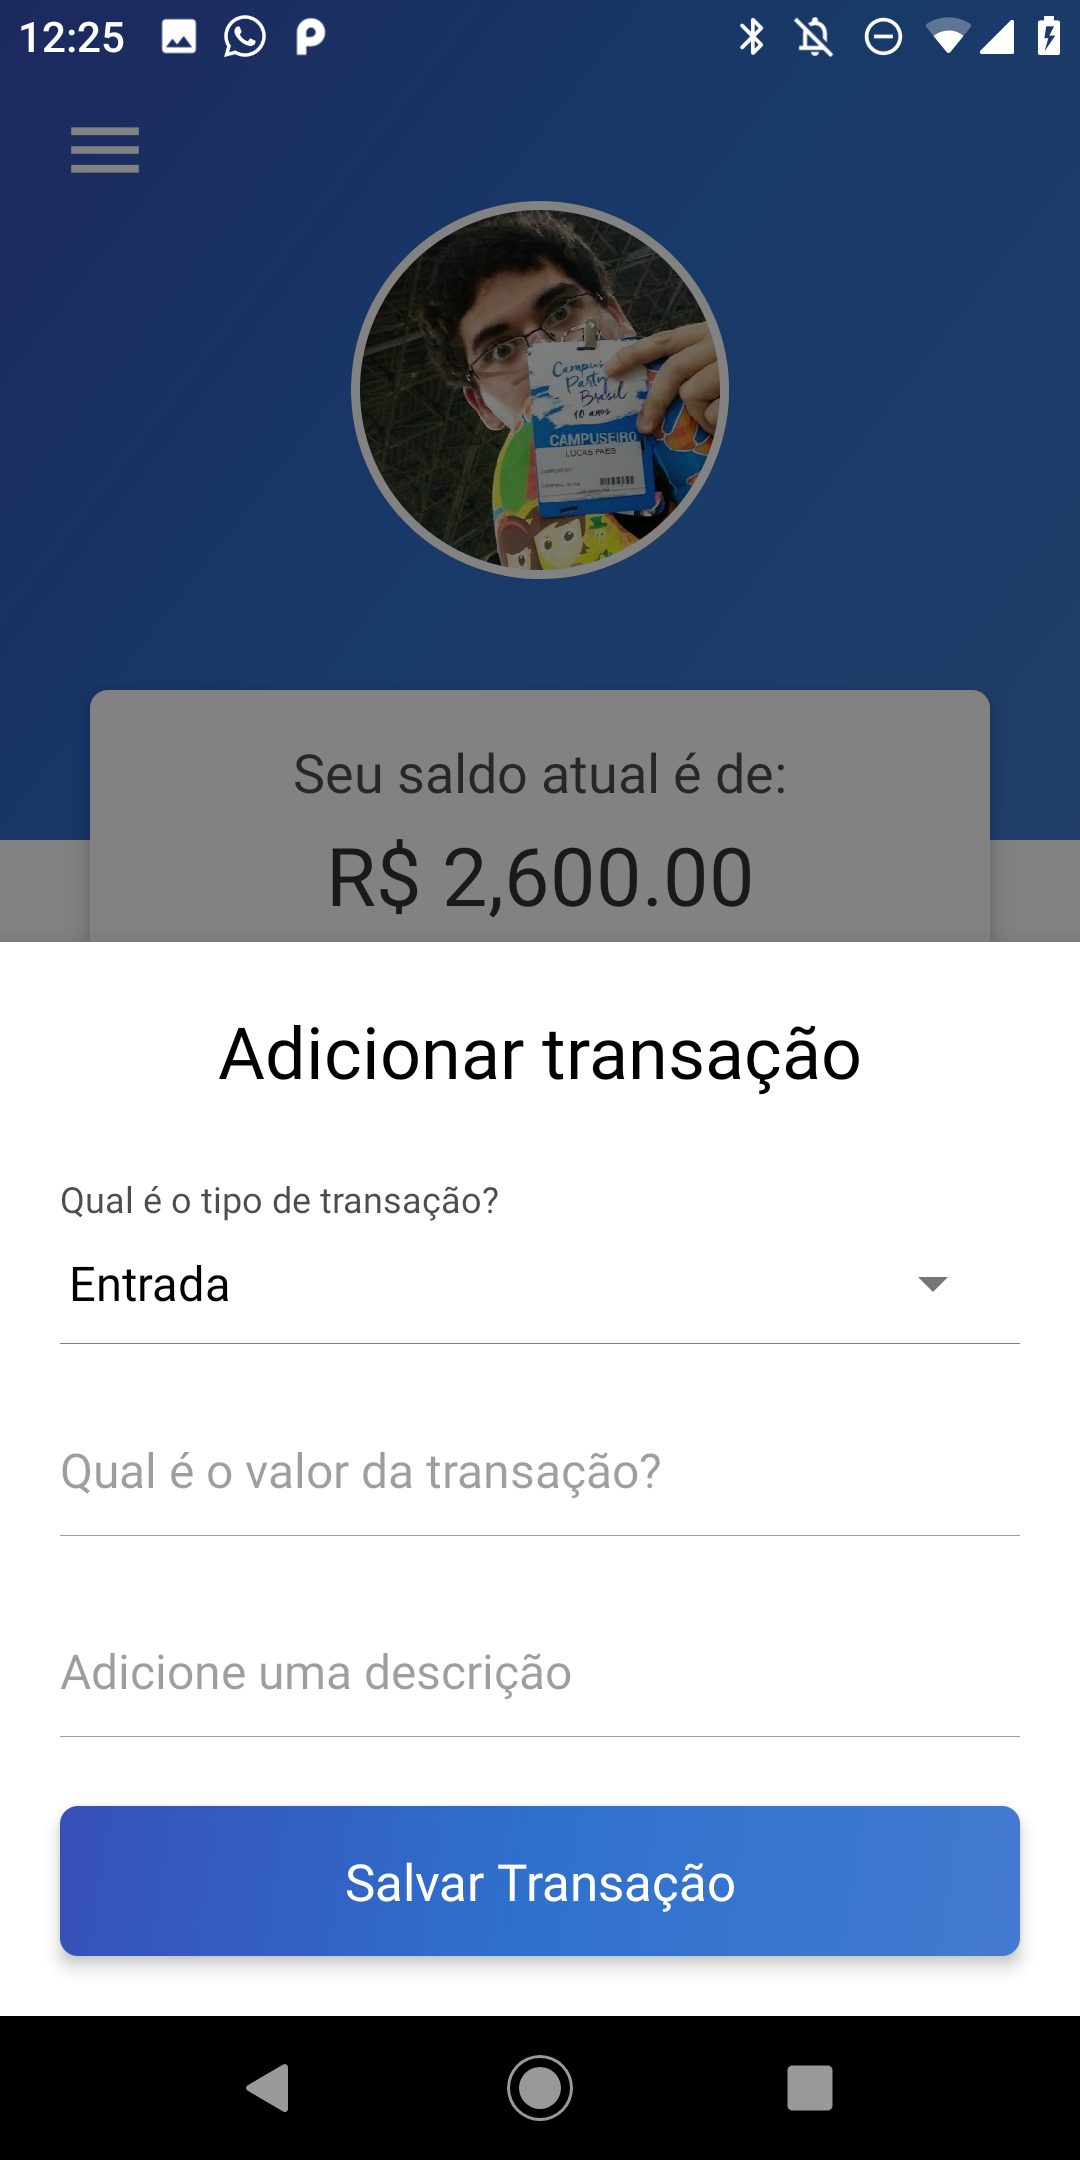 12:25
Campus
Party
Brasil
10 anos
CAMPUSEIRO
LUCAS PAES
Seu saldo atual é de:
R$ 2,600.00
Adicionar transação
Qual é o tipo de transação?
Entrada
Qual é o valor da transação?
Adicione uma descrição
Salvar Transação